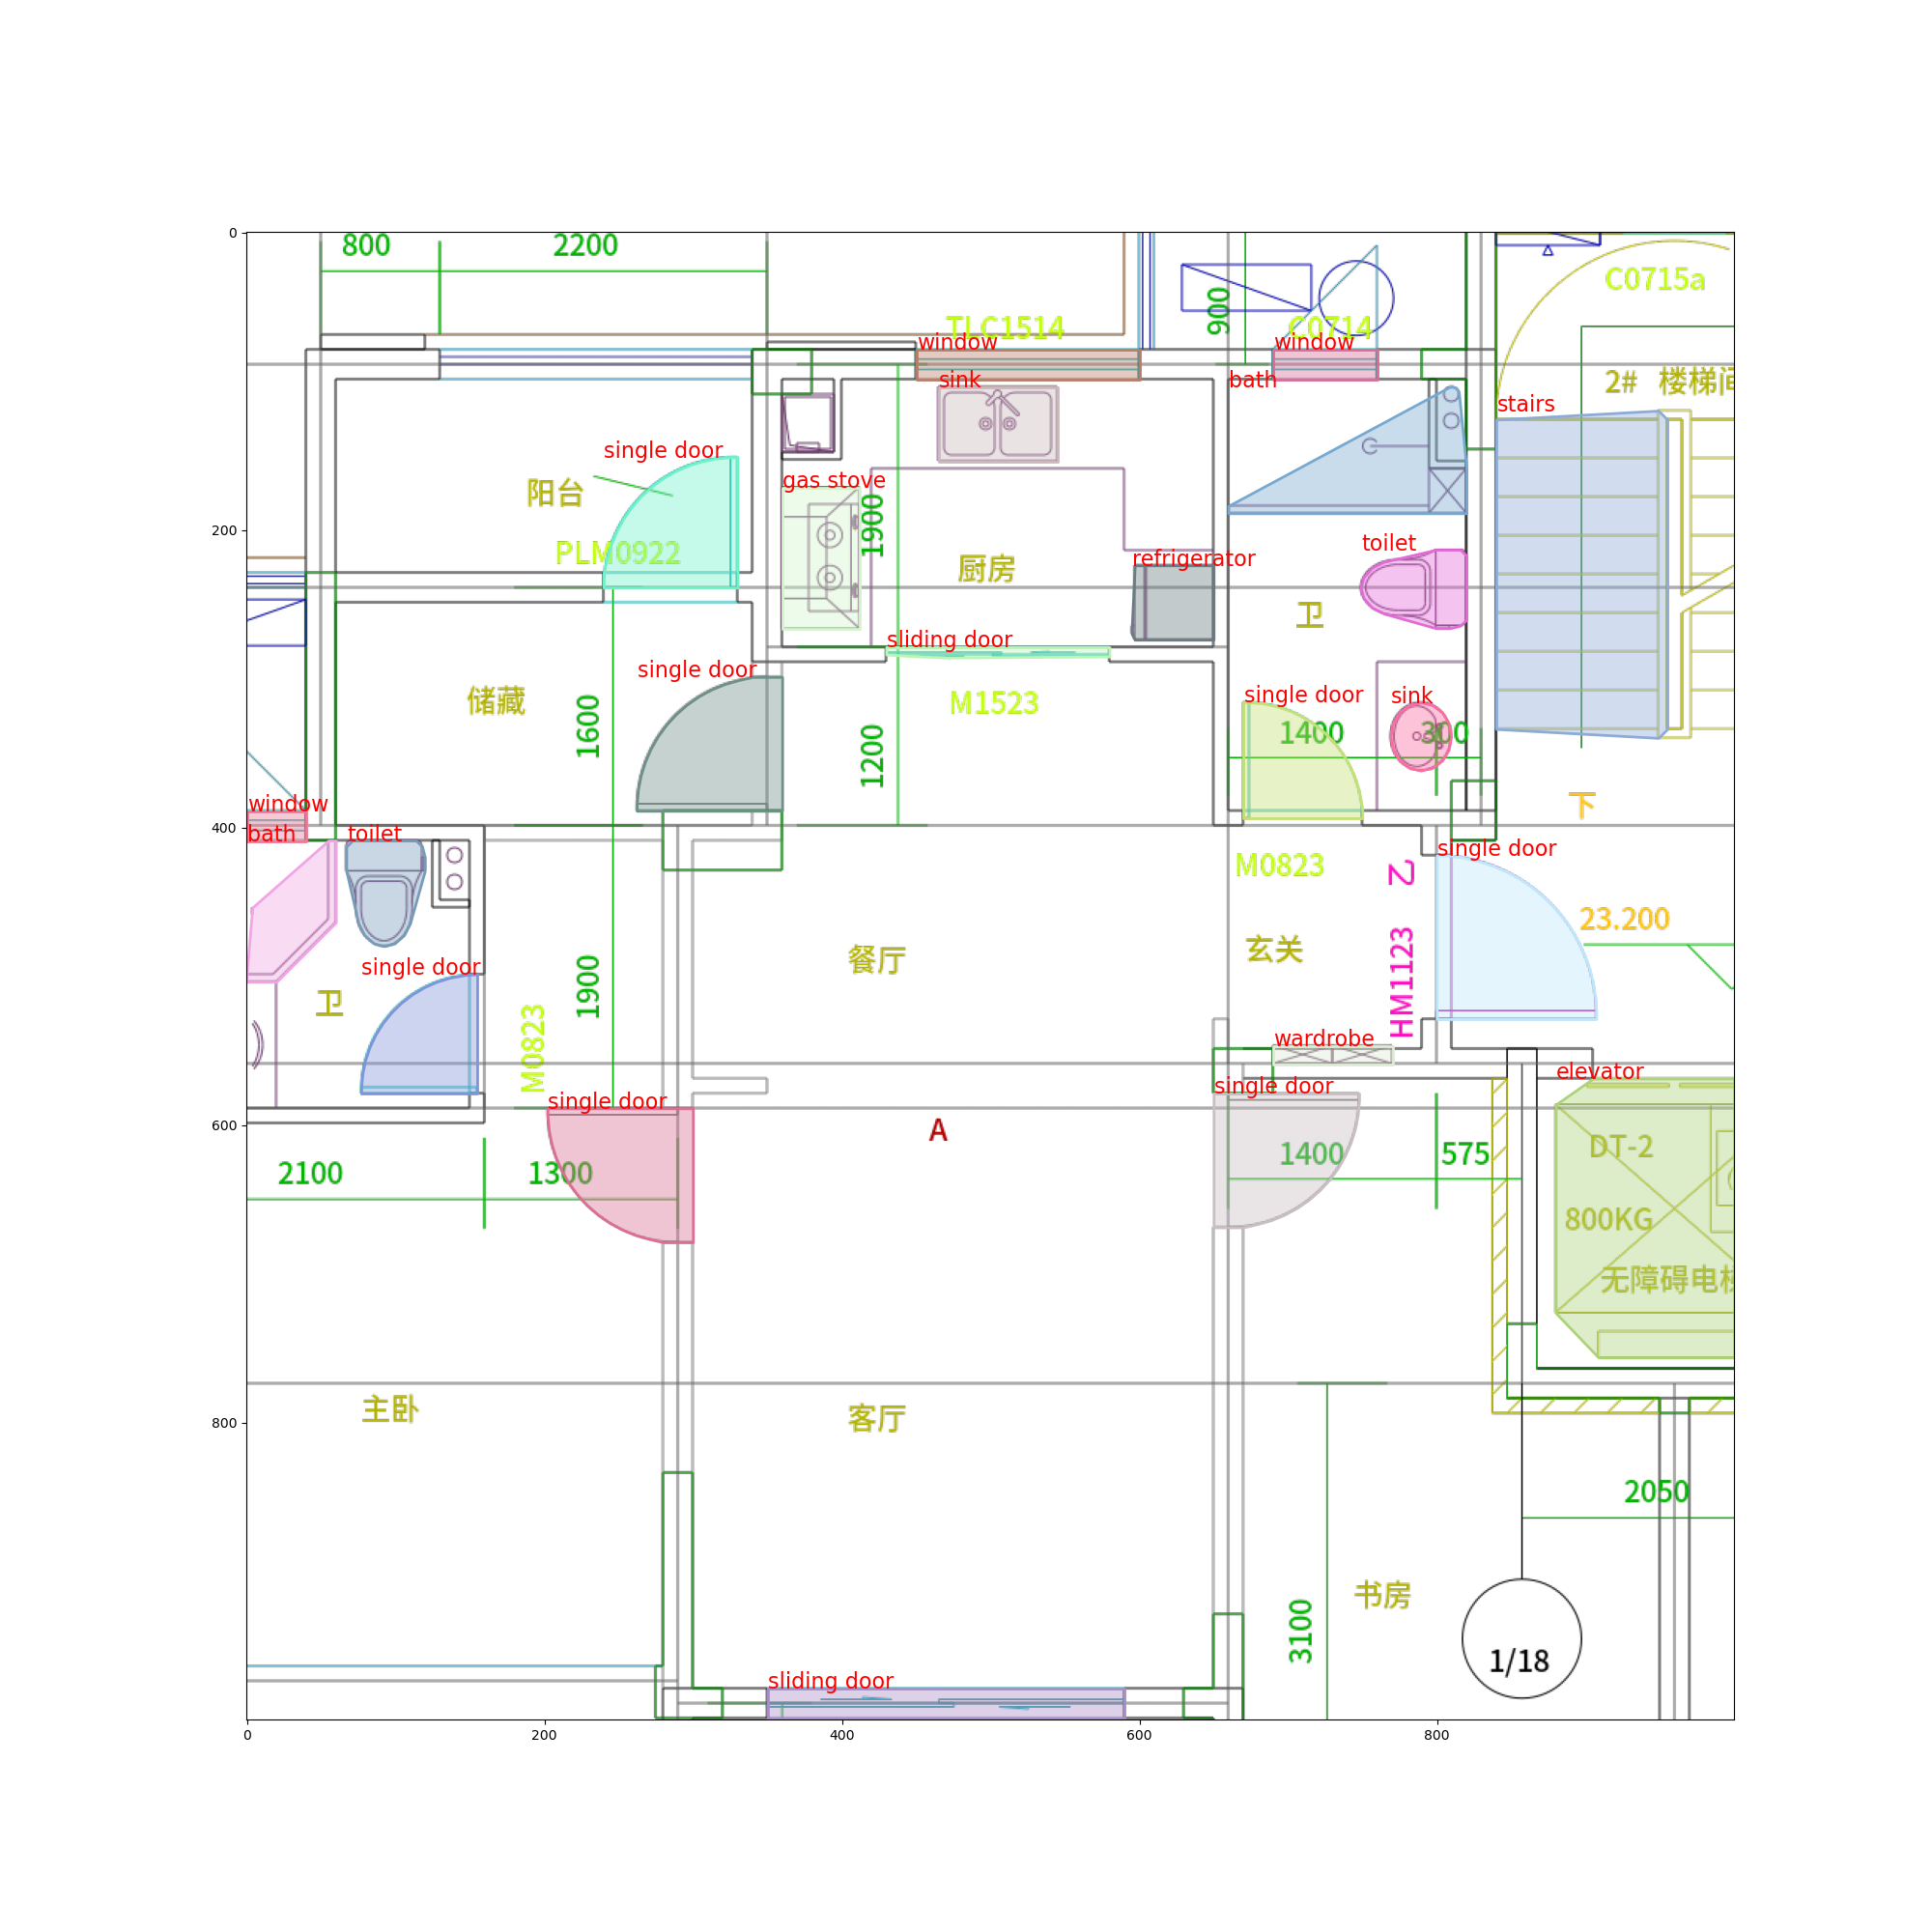 0
800
2200
C0715a
900
TLC1514
C0714
window
window
sink
bath
2#
stairs
single door
阳台
gas stove
1900
200
PLM0922
厨房
refrigerator
toilet
卫
sliding door
single door
储藏
M1523
single door
sink
1600
1200
1400
300
下
window
bath
toilet
400
single door
M0823
乙
23.200
餐厅
玄关
HM1123
single door
卫
1900
M0823
wardrobe
elevator
single door
single door
600
A
DT-2
2100
1300
1400
575
800KG
无障碍电梯
主卧
客厅
800
2050
书房
3100
1/18
sliding door
0
200
400
600
800